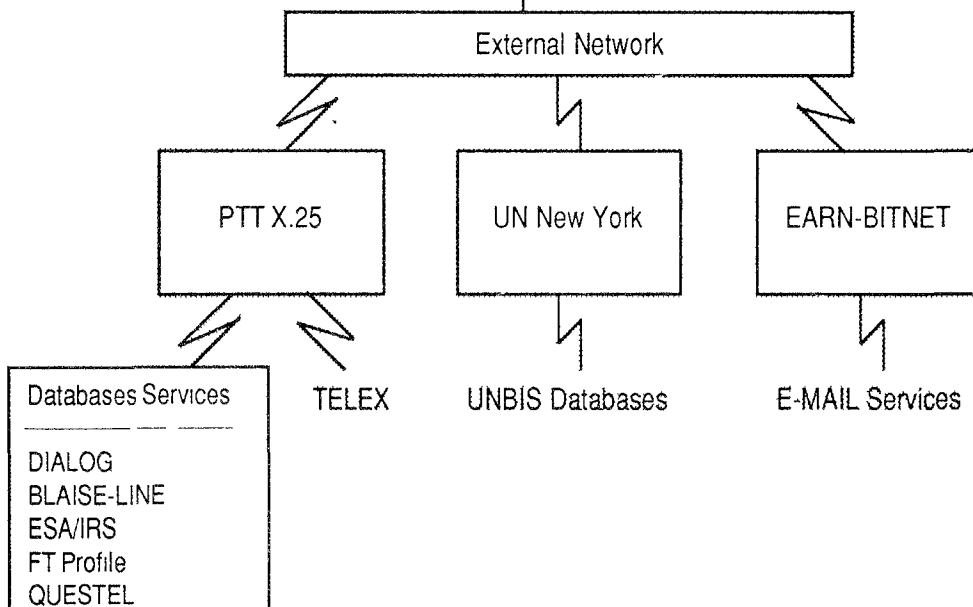 External Network
PTT X.25
UN New York
EARN-BITNET
Databases Services
TELEX
UNBIS Databases
E-MAIL Services
DIALOG
BLAISE-LINE
ESA/IRS
FT Profile
QUESTEL